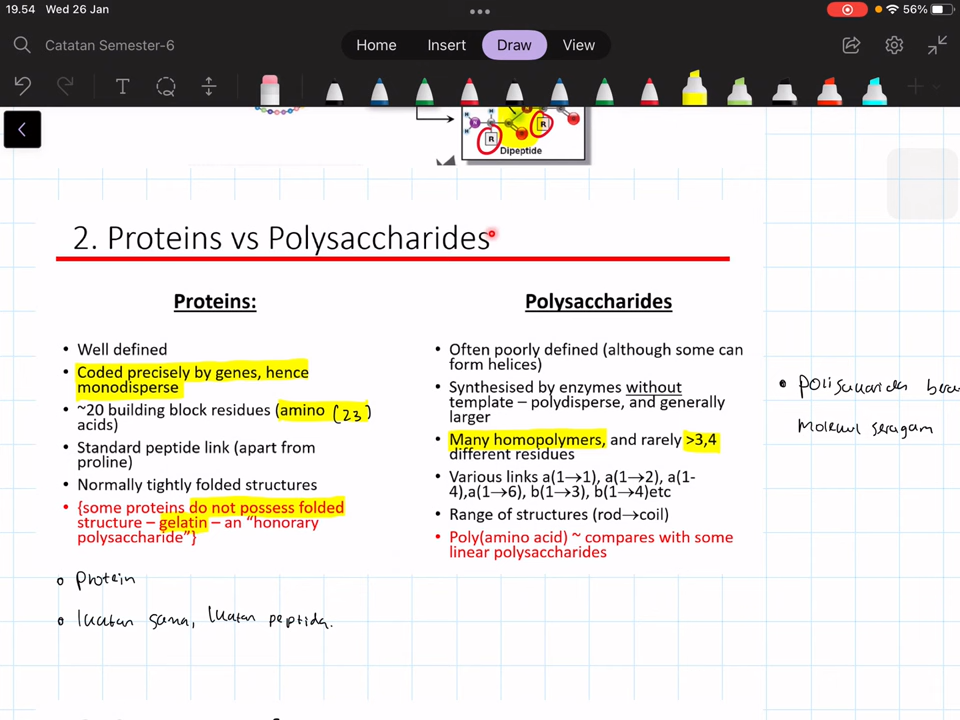 19.54 Wed 26 Jan
56%
Catatan Semester-6
Home Insert Draw View
R
R
Dipeptide
2. Proteins vs Polysaccharides
Proteins:
• Well defined
• Coded precisely by genes, hence
monodisperse
• ~20 building block residues (amino (23)
acids)
• Standard peptide link (apart from
proline)
• Normally tightly folded structures
• {some proteins do not possess folded
structure – gelatin – an “honorary
polysaccharide”}
Protein
Ikatan sama, Ikatan peptida.
Polysaccharides
• Often poorly defined (although some can
form helices)
• Synthesised by enzymes without
template – polydisperse, and generally
larger
• Many homopolymers, and rarely >3,4
different residues
• Various links a(1→1), a(1→2), a(1-
4),a(1→6), b(1→3), b(1→4)etc
• Range of structures (rod→coil)
• Poly(amino acid) ~ compares with some
linear polysaccharides
• Polisakarida
Molekul seragam